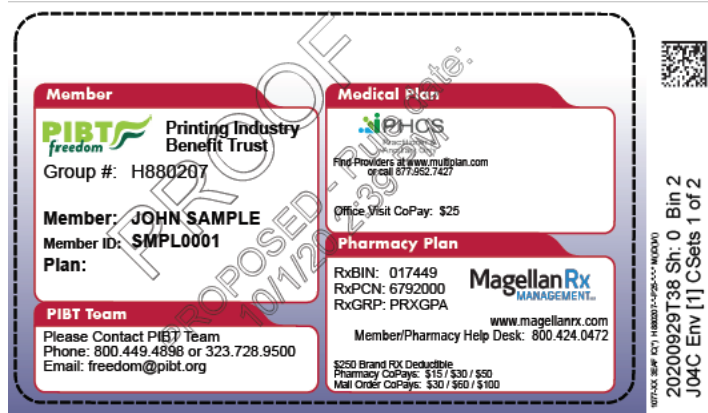 Member
PIBT
freedom
Printing Industry
Benefit Trust
Group #: H880207
Member: JOHN SAMPLE
Member ID: SMPL0001
Plan:
PIBT Team
Please Contact PIBT Team
Phone: 800.449.4898 or 323.728.9500
Email: freedom@pibt.org
Medical Plan
PHCS
Practitioner &
Ancillary Only
Find Providers at www.multiplan.com
or call 877.952.7427
Office Visit CoPay: $25
Pharmacy Plan
RxBIN: 017449
RxPCN: 6792000
RxGRP: PRXGPA
Magellan Rx
MANAGEMENT
www.magellanrx.com
Member/Pharmacy Help Desk: 800.424.0472
$250 Brand RX Deductible
Pharmacy CoPays: $15 / $30 / $50
Mail Order CoPays: $30 / $60 / $100
PROOF
PROPOSED - Run date:
10/1/20 2:39 PM
20200929T38 Sh: 0 Bin 2
J04C Env [1] CSets 1 of 2